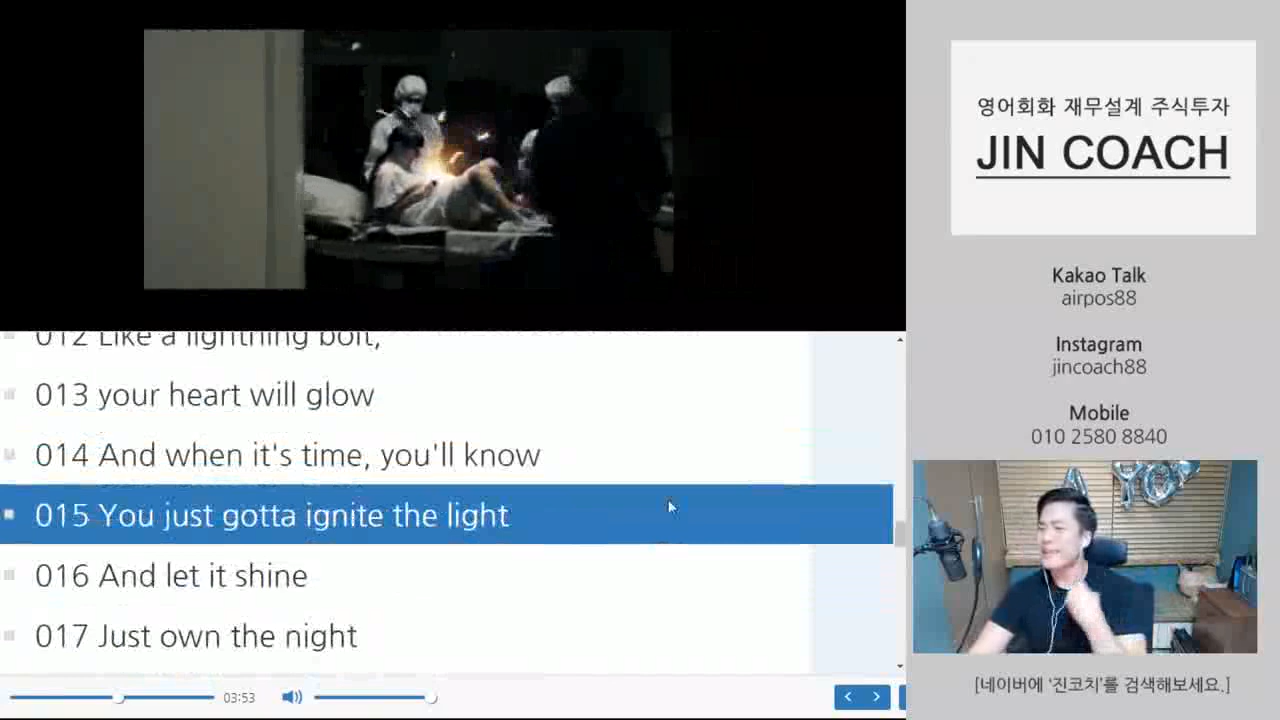 영어회화 재무설계 주식투자
JIN COACH
Kakao Talk
airpos88
Instagram
jincoach88
Mobile
010 2580 8840
012 Like a lightning bolt,
013 your heart will glow
014 And when it's time, you'll know
015 You just gotta ignite the light
016 And let it shine
017 Just own the night
03:53
[네이버에 '진코치'를 검색해보세요.]